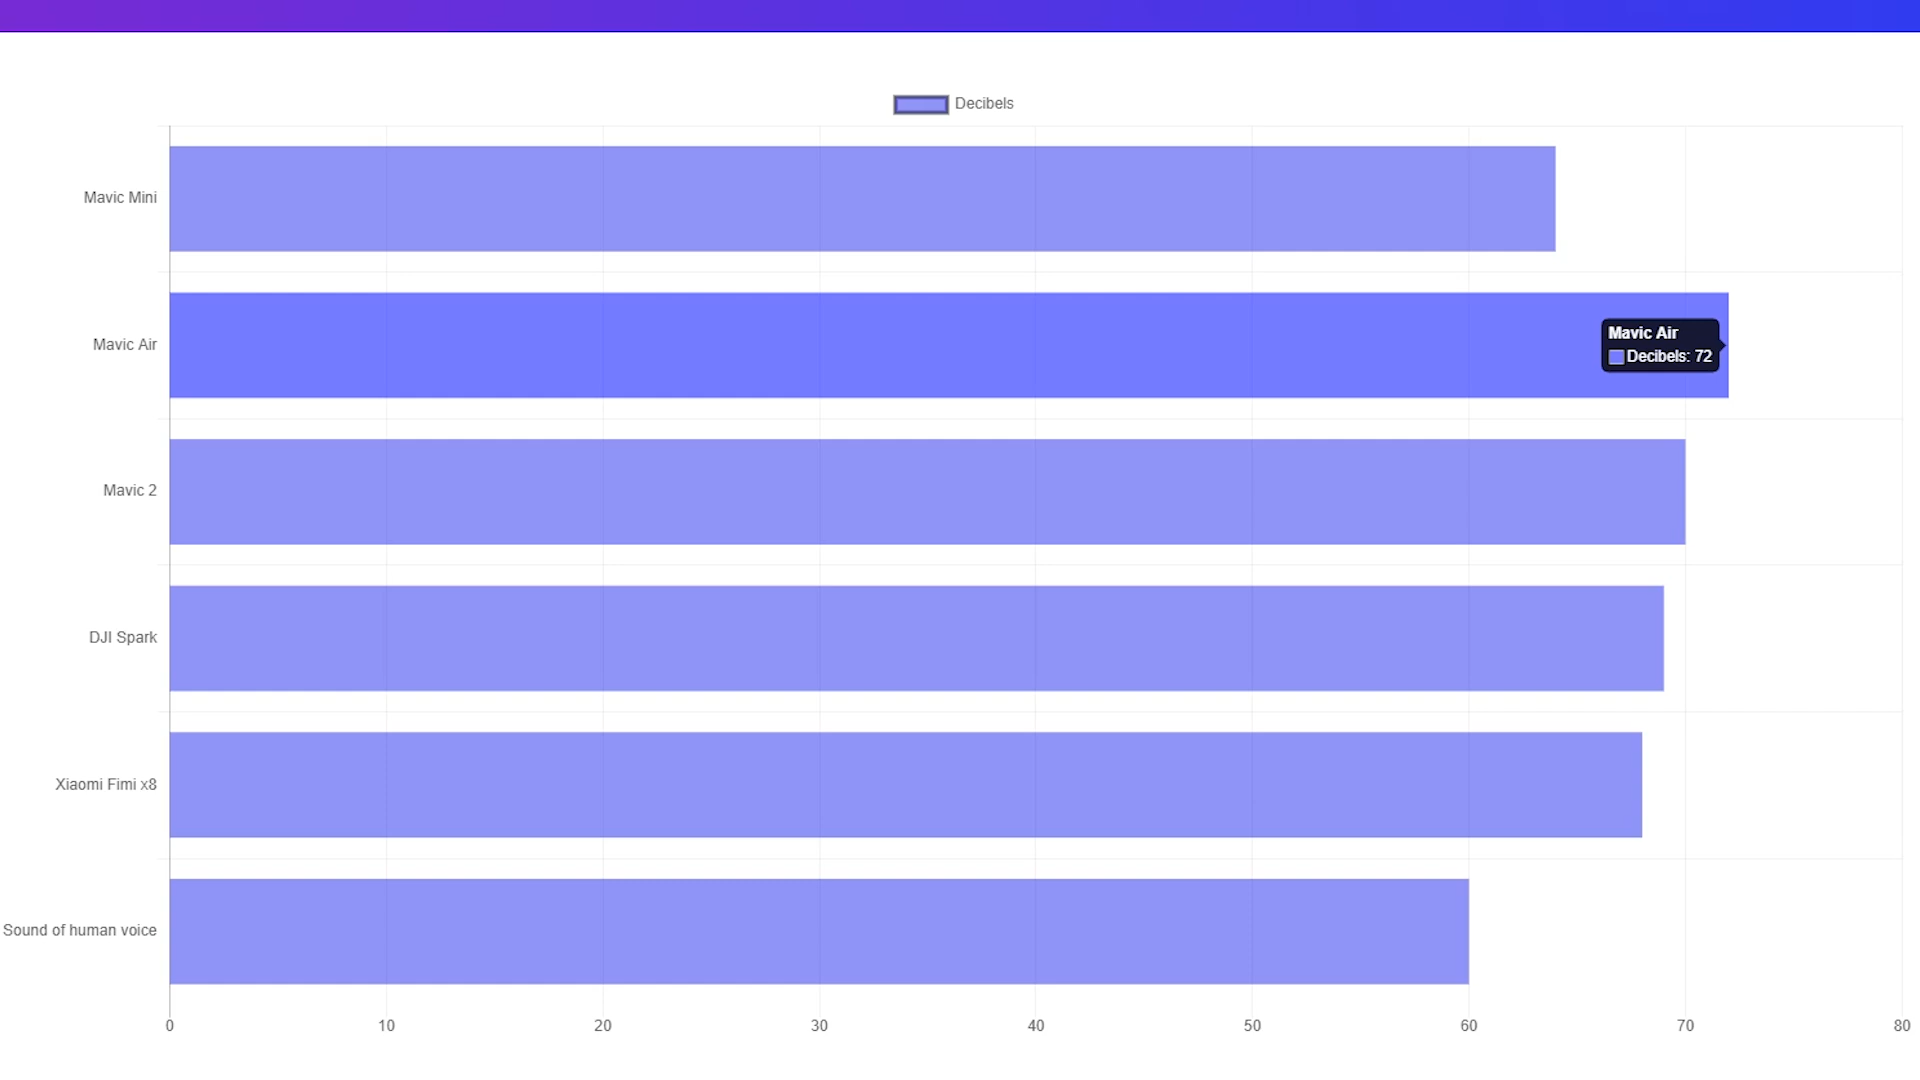 Decibels
Mavic Mini
Mavic Air
Mavic Air
Decibels: 72
Mavic 2
DJI Spark
Xiaomi Fimi x8
Sound of human voice
0 10 20 30 40 50 60 70 80